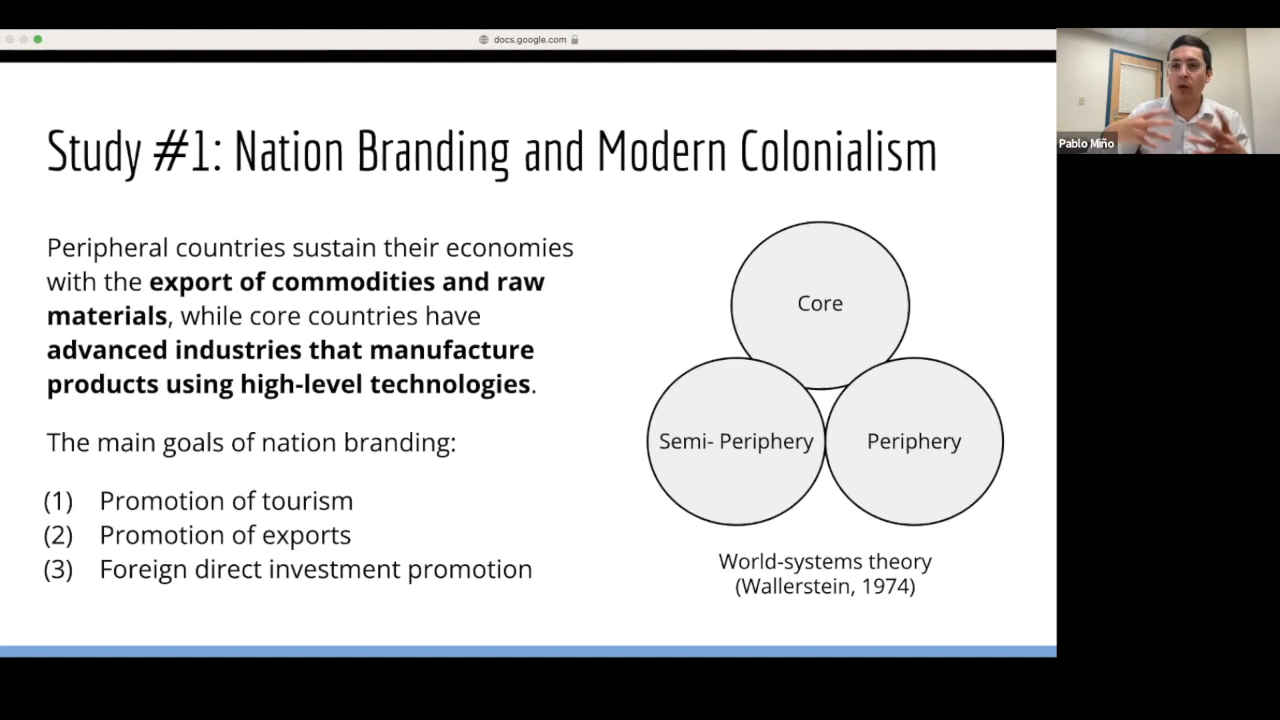 docs.google.com
Study #1: Nation Branding and Modern Colonialism
Peripheral countries sustain their economies
with the export of commodities and raw
materials, while core countries have
advanced industries that manufacture
products using high-level technologies.
The main goals of nation branding:
(1) Promotion of tourism
(2) Promotion of exports
(3) Foreign direct investment promotion
Core
Semi- Periphery
Periphery
World-systems theory
(Wallerstein, 1974)
Pablo Miño